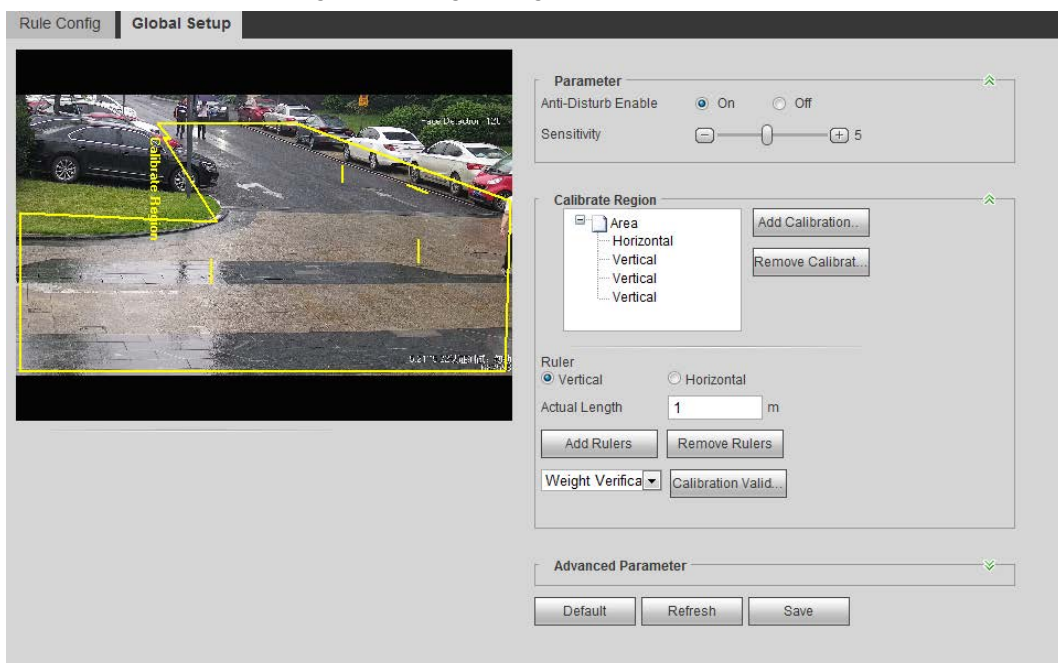 Rule Config
Global Setup
Parameter
Anti-Disturb Enable
On
Off
Sensitivity
5
Calibrate Region
Calibrate Region
Area
Horizontal
Vertical
Vertical
Vertical
Add Calibration..
Remove Calibrat...
Ruler
Vertical
Horizontal
Actual Length
1
m
Add Rulers
Remove Rulers
Weight Verifica
Calibration Valid...
Advanced Parameter
Default
Refresh
Save